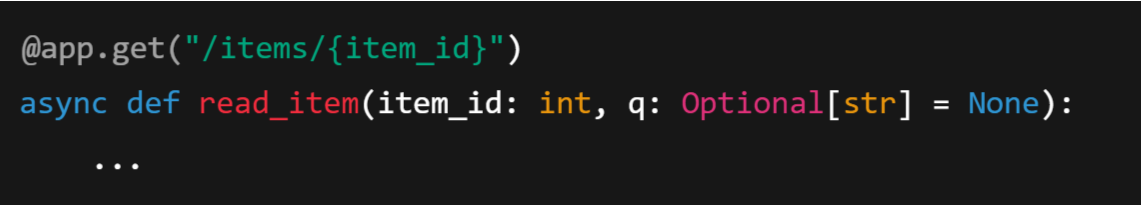 @app.get("/items/{item_id}")
async def read_item(item_id: int, q: Optional[str] = None):
    ...